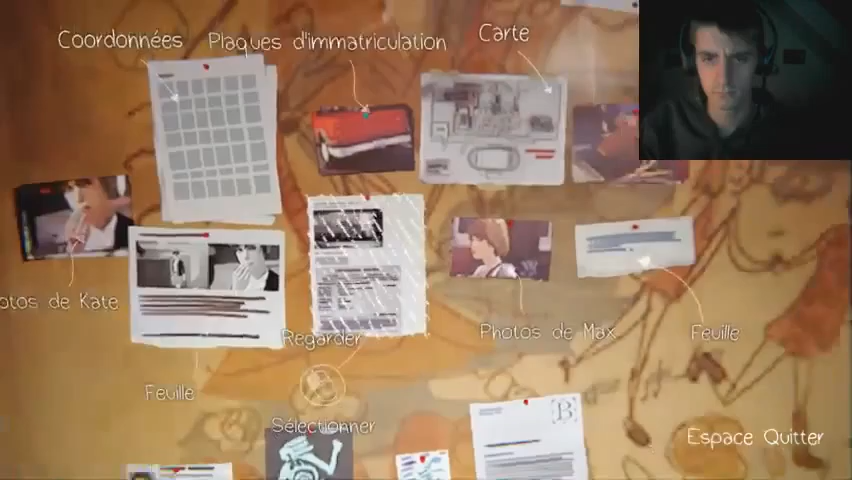 Coordonnées
Plaques d'immatriculation
Carte
otos de Kate
Regarder
Photos de Max
Feuille
Feuille
B
Sélectionner
B
Espace Quitter